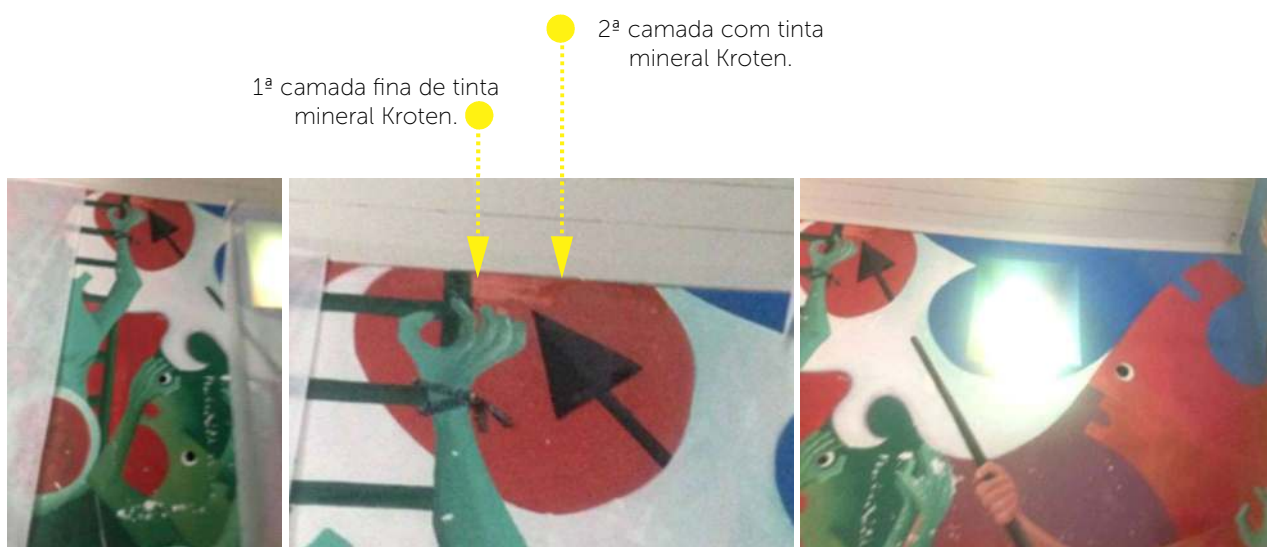 2ª camada com tinta
mineral Kroten.
1ª camada fina de tinta
mineral Kroten.